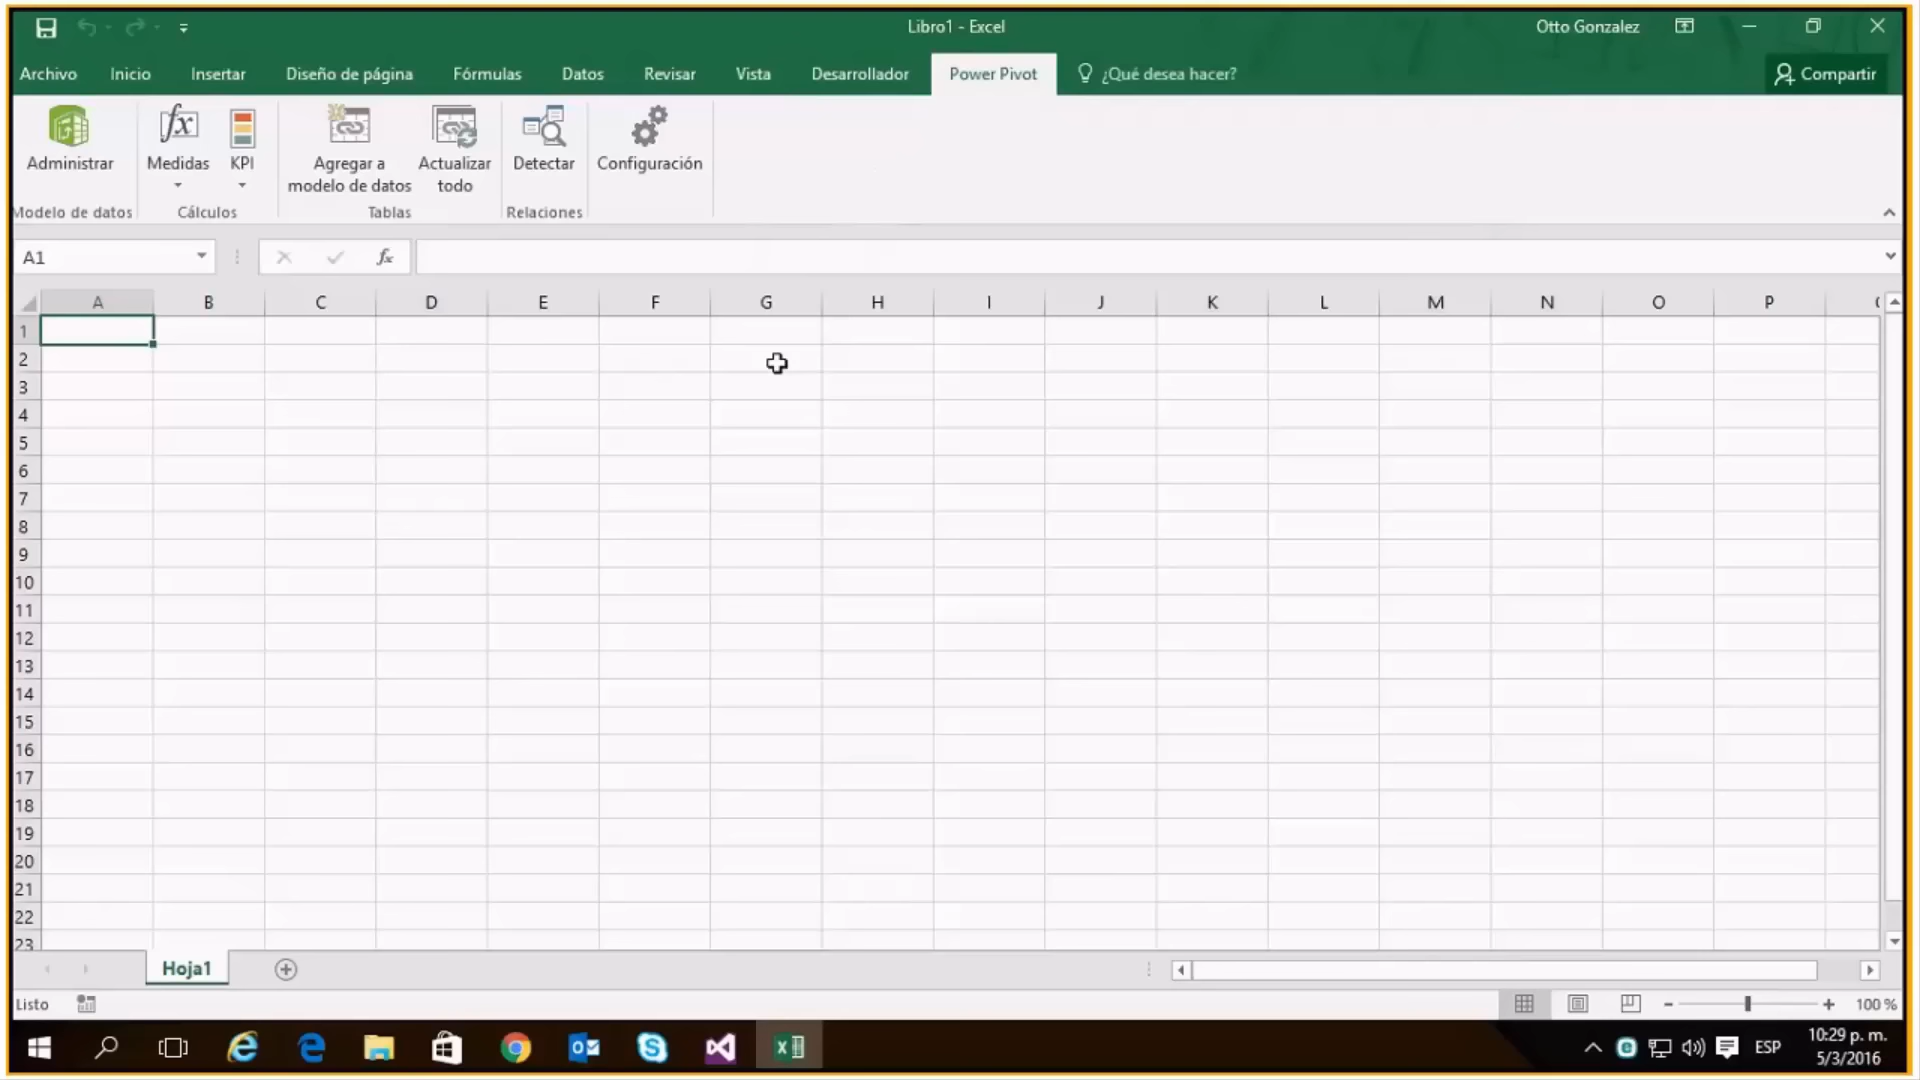 Libro1 - Excel
Otto Gonzalez
Archivo Inicio Insertar Diseño de página Fórmulas Datos Revisar Vista Desarrollador Power Pivot ¿Qué desea hacer? Compartir
Administrar
Medidas
KPI
Agregar a
modelo de datos
Actualizar
todo
Detectar
Configuración
Modelo de datos
Cálculos
Tablas
Relaciones
A1
fx
A B C D E F G H I J K L M N O P
1
2
3
4
5
6
7
8
9
10
11
12
13
14
15
16
17
18
19
20
21
22
23
Hoja1
Listo
100 %
ESP
10:29 p. m.
5/3/2016